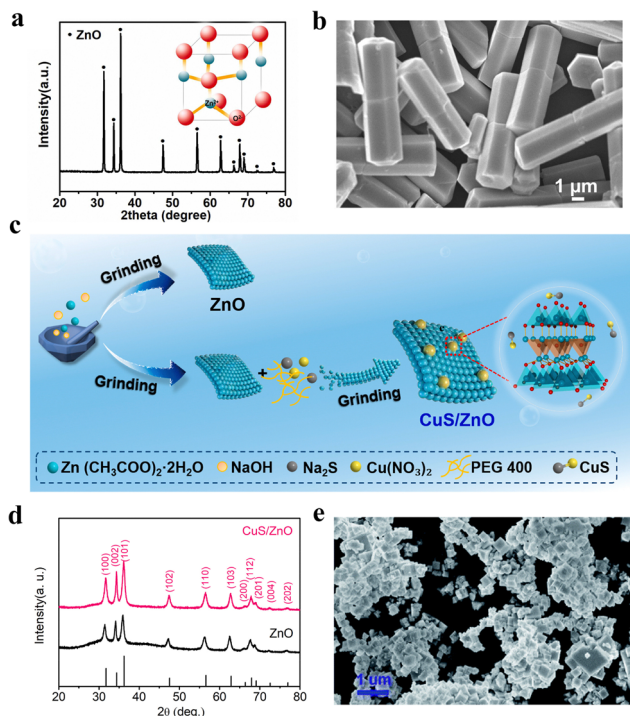 a
• ZnO
Intensity(a.u.)
Zn²⁺
O²⁻
20 30 40 50 60 70 80
2theta (degree)
b
1 μm
c
Grinding
ZnO
Grinding
+
Grinding
CuS/ZnO
Zn (CH₃COO)₂·2H₂O NaOH Na₂S Cu(NO₃)₂ PEG 400 CuS
d
CuS/ZnO
(100) (002) (101) (102) (110) (103) (200) (112) (201) (004) (202)
ZnO
Intensity(a. u.)
20 30 40 50 60 70 80
2θ (deg.)
e
1 um